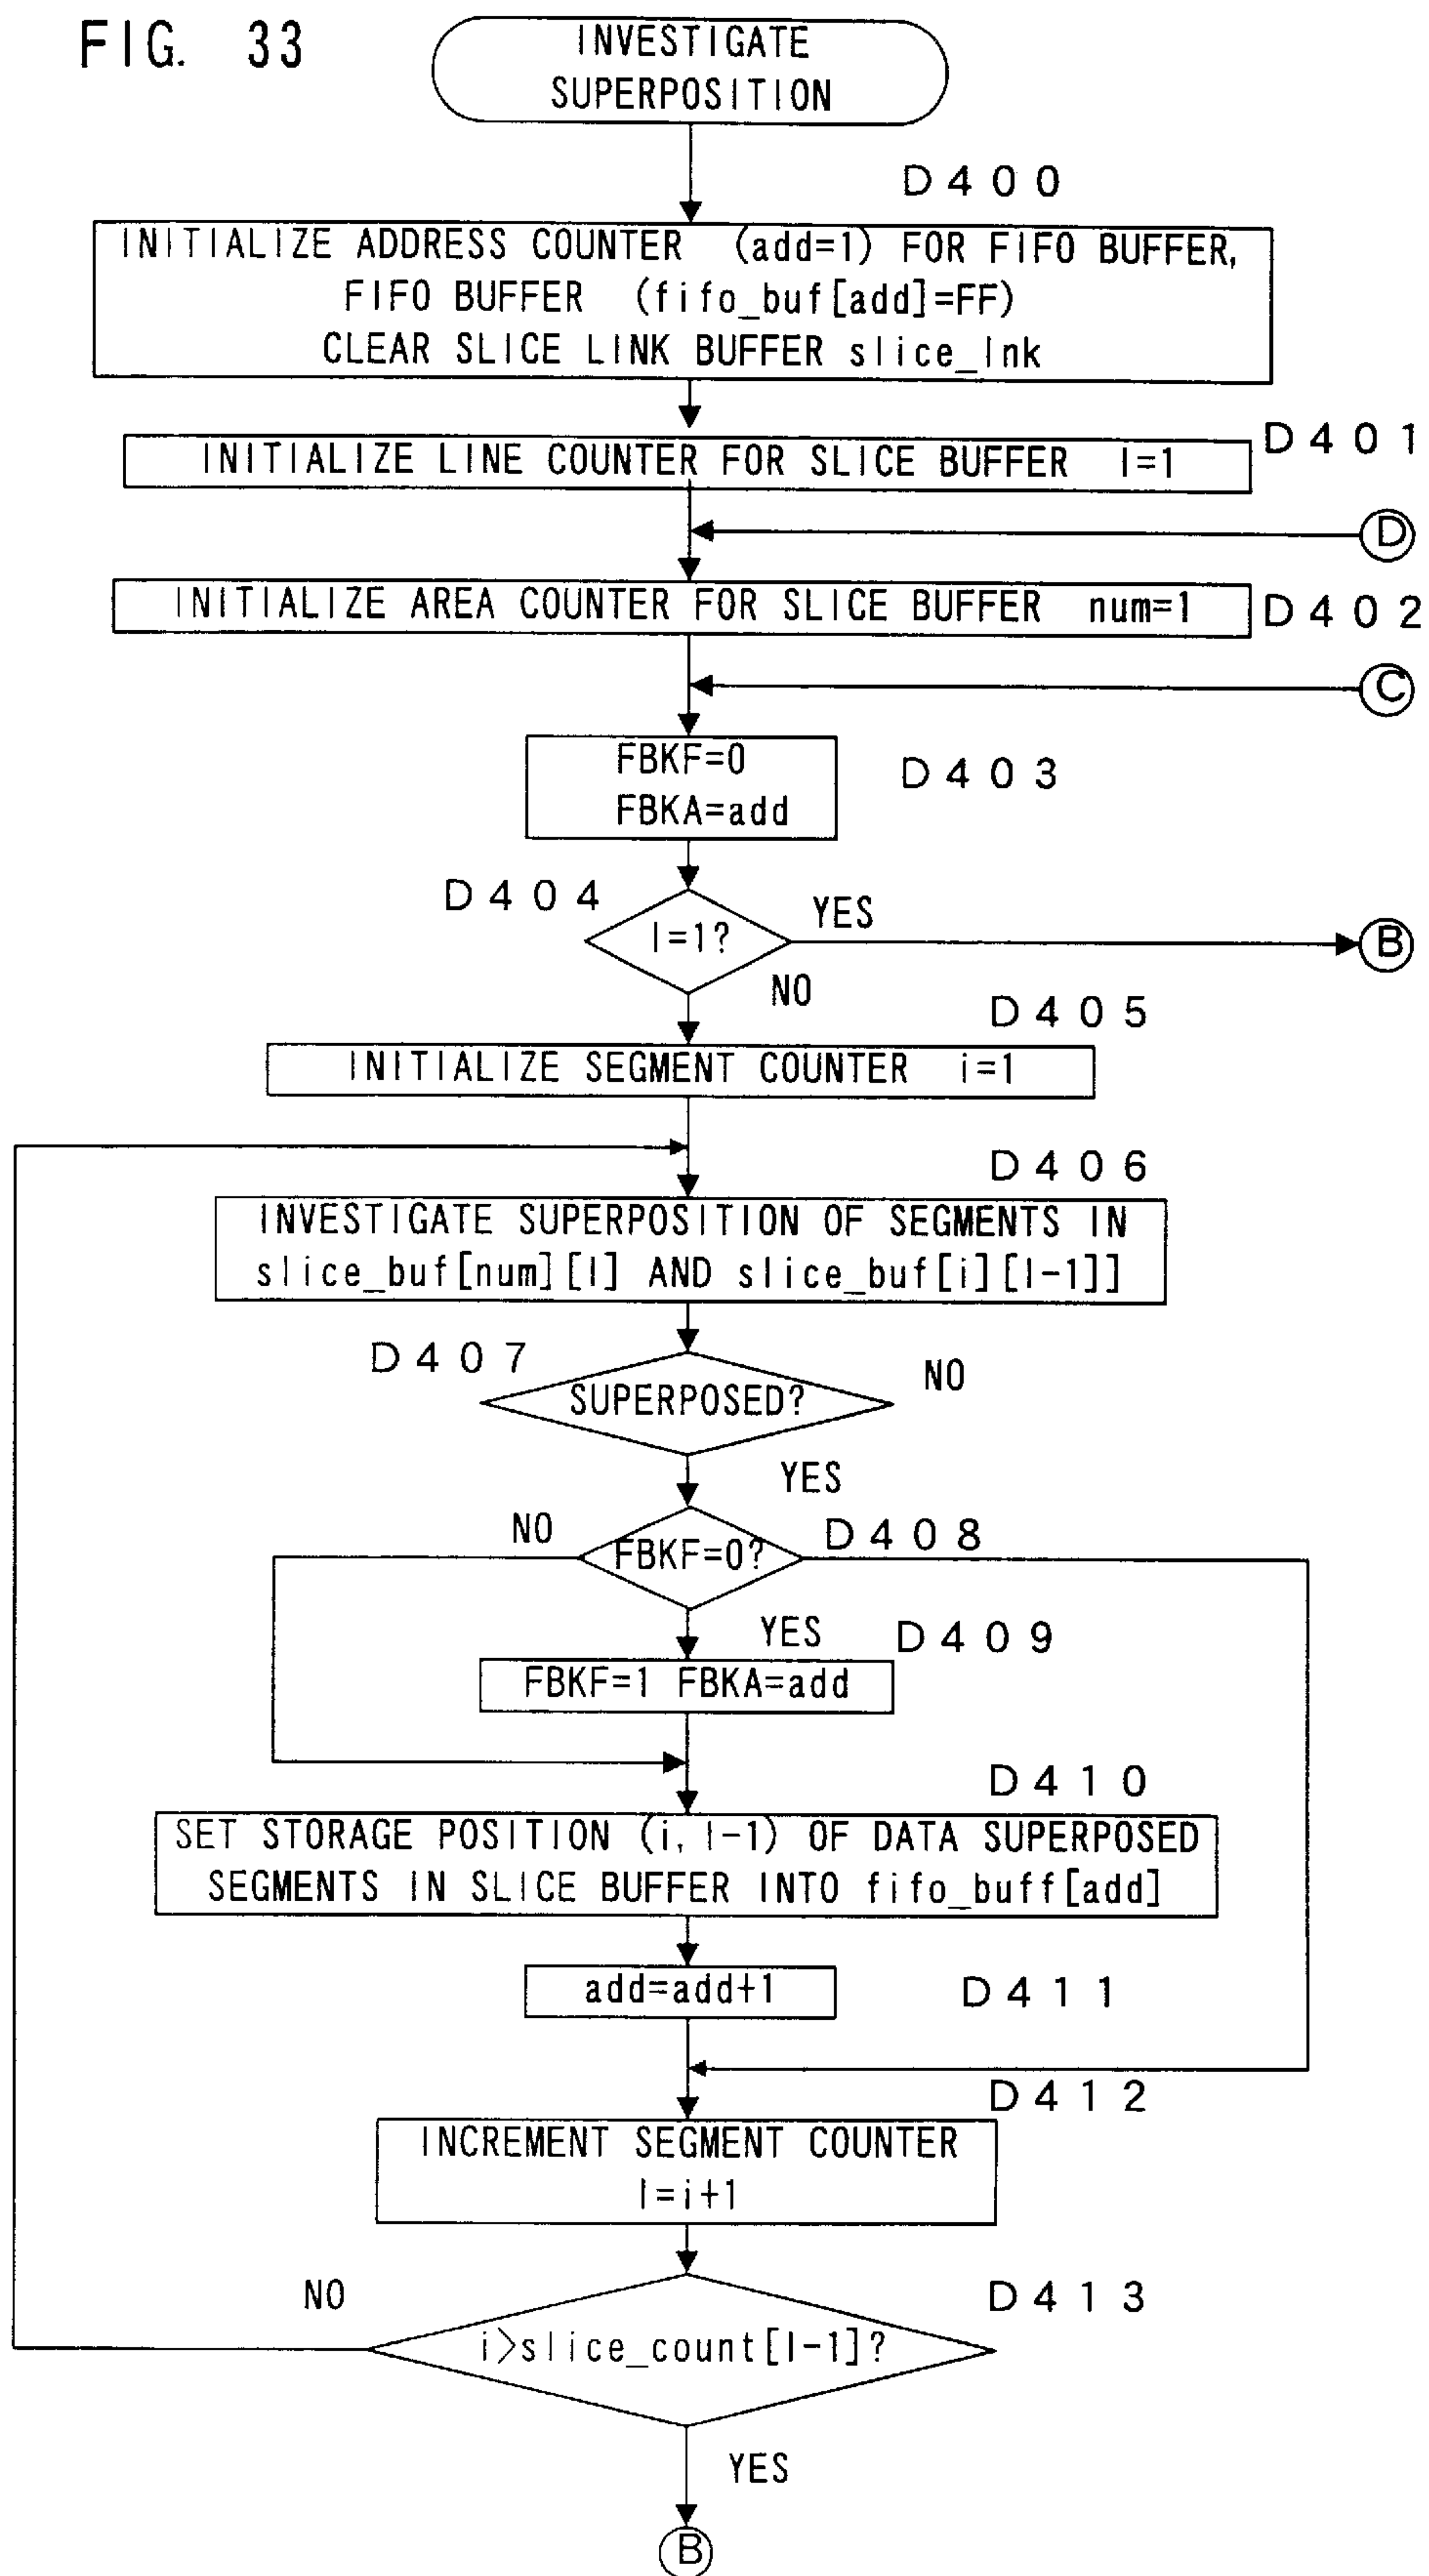 FIG. 33
INVESTIGATE
SUPERPOSITION
D400
INITIALIZE ADDRESS COUNTER (add=1) FOR FIFO BUFFER,
FIFO BUFFER (fifo_buf[add]=FF)
CLEAR SLICE LINK BUFFER slice_lnk
INITIALIZE LINE COUNTER FOR SLICE BUFFER l=1
D401
D
INITIALIZE AREA COUNTER FOR SLICE BUFFER num=1
D402
C
FBKF=0
FBKA=add
D403
D404
l=1?
YES
B
NO
D405
INITIALIZE SEGMENT COUNTER i=1
D406
INVESTIGATE SUPERPOSITION OF SEGMENTS IN
slice_buf[num][l] AND slice_buf[i][l-1]]
D407
NO
SUPERPOSED?
YES
NO
FBKF=0?
D408
YES
D409
FBKF=1 FBKA=add
D410
SET STORAGE POSITION (i, l-1) OF DATA SUPERPOSED
SEGMENTS IN SLICE BUFFER INTO fifo_buff[add]
add=add+1
D411
D412
INCREMENT SEGMENT COUNTER
l=i+1
NO
D413
i>slice_count[l-1]?
YES
B